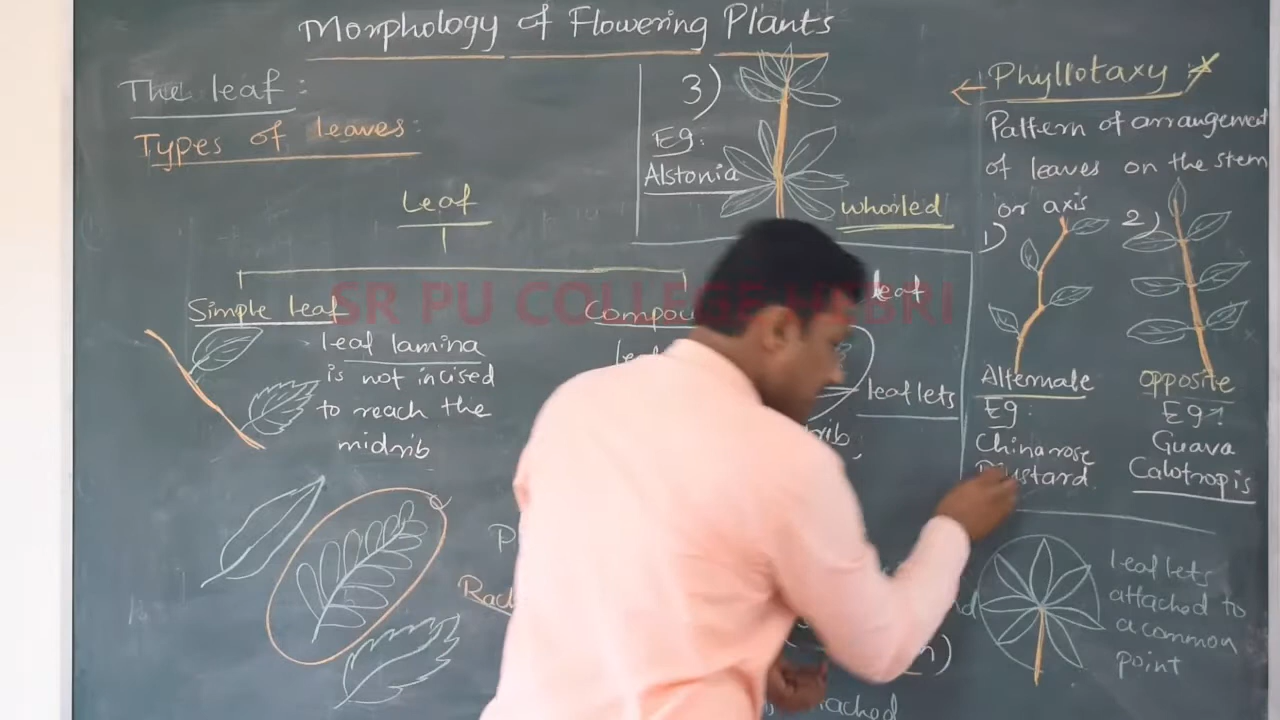 Morphology of Flowering Plants
The leaf:
Types of leaves:
Leaf
Simple leaf
leaf lamina
is not incised
to reach the
midrib
leaf
leaflets
3)
Eg:
Alstonia
whorled
Phyllotaxy
Pattern of arrangement
of leaves on the stem
or axis
1)
2)
Alternate
Eg:
Chinarose
Mustard
opposite
Eg:
Guava
Calotropis
leaflets
attached to
a common
point
SR PU COLLEGE HEBRI